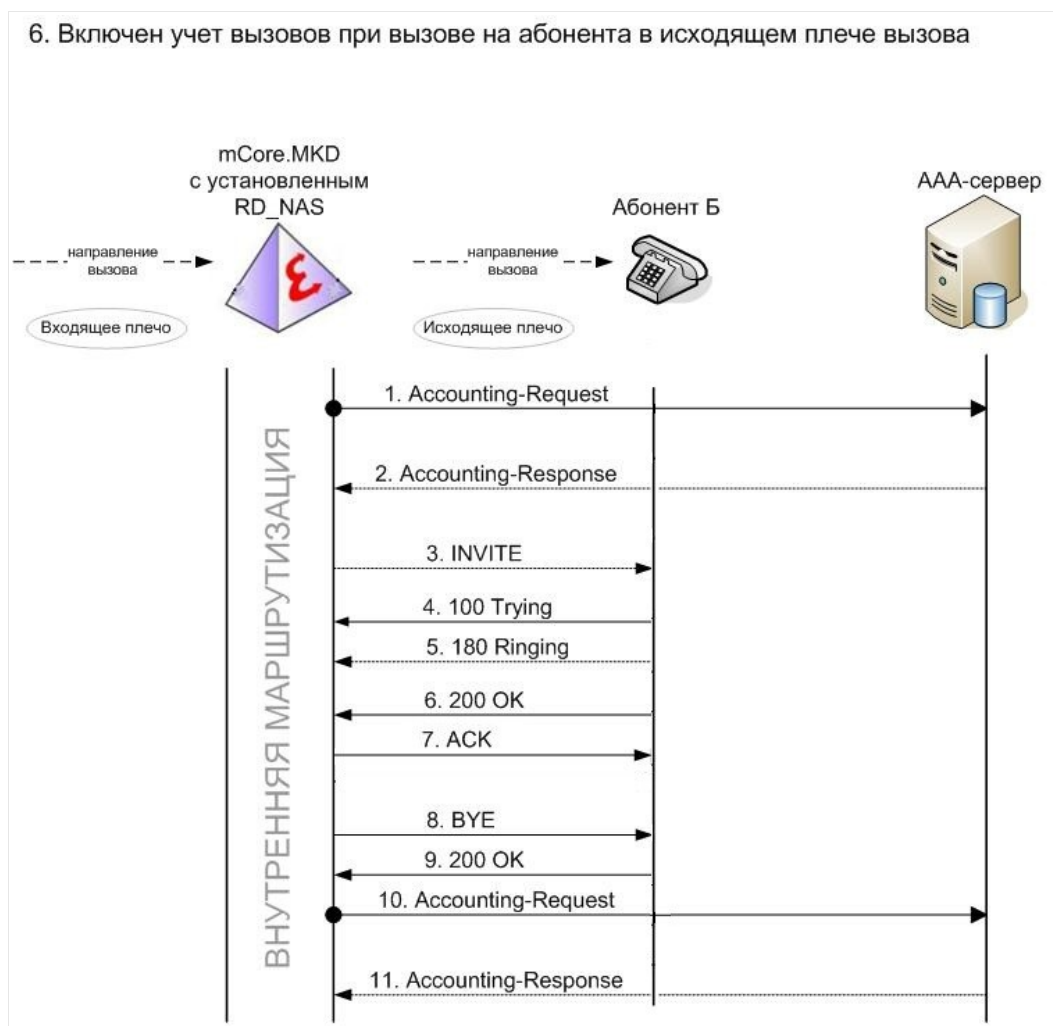 6. Включен учет вызовов при вызове на абонента в исходящем плече вызова
mCore.MKD
с установленным
RD_NAS
Абонент Б
ААА-сервер
направление
вызова
направление
вызова
Входящее плечо
Исходящее плечо
ВНУТРЕННЯЯ МАРШРУТИЗАЦИЯ
1. Accounting-Request
2. Accounting-Response
3. INVITE
4. 100 Trying
5. 180 Ringing
6. 200 OK
7. ACK
8. BYE
9. 200 OK
10. Accounting-Request
11. Accounting-Response